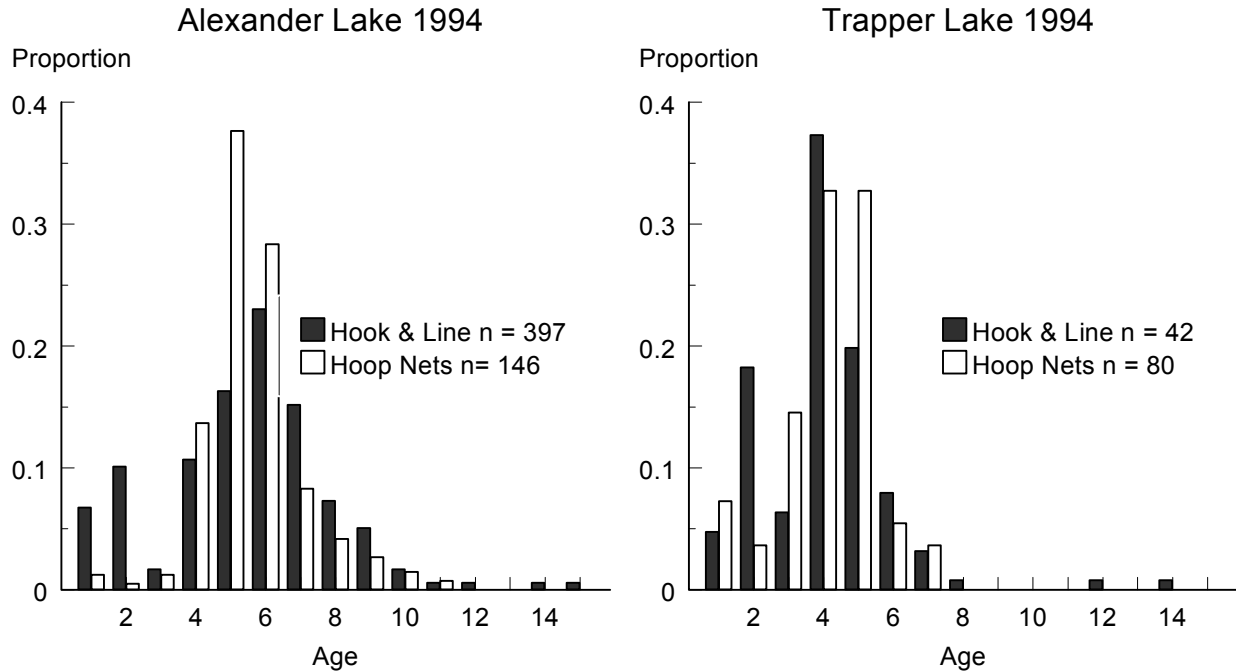 Alexander Lake 1994
Proportion
0.4
0.3
0.2
0.1
0
2 4 6 8 10 12 14
Age
Hook & Line n = 397
Hoop Nets n= 146
Trapper Lake 1994
Proportion
0.4
0.3
0.2
0.1
0
2 4 6 8 10 12 14
Age
Hook & Line n = 42
Hoop Nets n = 80